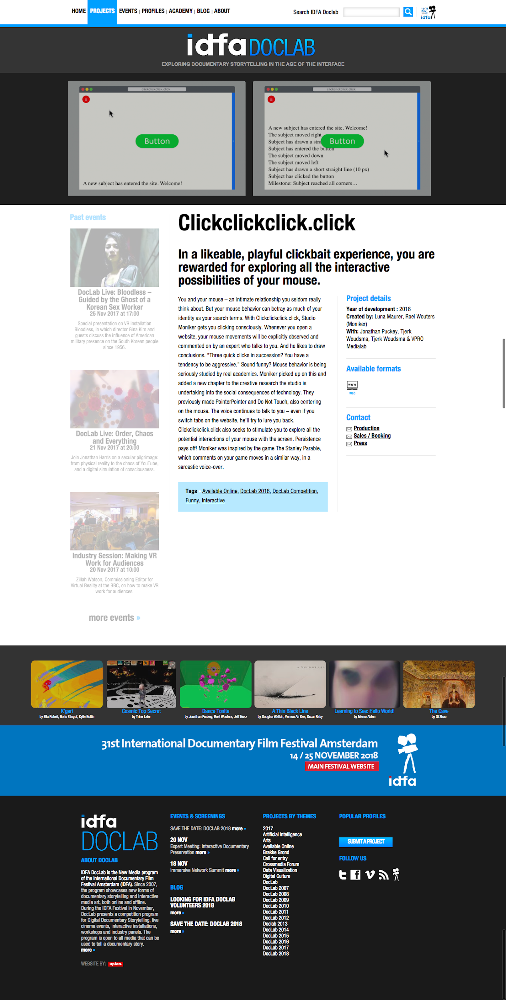 HOME PROJECTS EVENTS | PROFILES | ACADEMY | BLOG | ABOUT
Search IDFA Doclab
14/25
nov
2018
idfa
idfa DOCLAB
EXPLORING DOCUMENTARY STORYTELLING IN THE AGE OF THE INTERFACE
clickclickclick.click
Button
A new subject has entered the site. Welcome!
clickclickclick.click
A new subject has entered the site. Welcome!
The subject moved right
Subject has drawn a stra
Button
Subject has entered the button
The subject moved down
The subject moved left
Subject has drawn a short straight line (10 px)
Subject has clicked the button
Milestone: Subject reached all corners…
Past events
DocLab Live: Bloodless –
Guided by the Ghost of a
Korean Sex Worker
25 Nov 2017 at 17:00
Special presentation on VR installation
Bloodless, in which director Gina Kim and
guests discuss the influence of American
military presence on the South Korean people
since 1956.
DocLab Live: Order, Chaos
and Everything
21 Nov 2017 at 20:00
Join Jonathan Harris on a secular pilgrimage:
from physical reality to the chaos of YouTube,
and a digital simulation of consciousness.
Industry Session: Making VR
Work for Audiences
20 Nov 2017 at 10:00
Zillah Watson, Commissioning Editor for
Virtual Reality at the BBC, on how to make VR
work for audiences.
more events »
Clickclickclick.click
In a likeable, playful clickbait experience, you are
rewarded for exploring all the interactive
possibilities of your mouse.
You and your mouse – an intimate relationship you seldom really
think about. But your mouse behavior can betray as much of your
identity as your search terms. With Clickclickclick.click, Studio
Moniker gets you clicking consciously. Whenever you open a
website, your mouse movements will be explicitly observed and
commented on by an expert who talks to you. And he likes to draw
conclusions. “Three quick clicks in succession? You have a
tendency to be aggressive.” Sound funny? Mouse behavior is being
seriously studied by real academics. Moniker picked up on this and
added a new chapter to the creative research the studio is
undertaking into the social consequences of technology. They
previously made PointerPointer and Do Not Touch, also centering
on the mouse. The voice continues to talk to you – even if you
switch tabs on the website, he’ll try to lure you back.
Clickclickclick.click also seeks to stimulate you to explore all the
potential interactions of your mouse with the screen. Persistence
pays off! Moniker was inspired by the game The Stanley Parable,
which comments on your game moves in a similar way, in a
sarcastic voice-over.
Tags » Available Online, DocLab 2016, DocLab Competition,
Funny, Interactive
Project details
Year of development : 2016
Created by: Luna Maurer, Roel Wouters
(Moniker)
With: Jonathan Puckey, Tjerk
Woudsma, Tjerk Woudsma & VPRO
Medialab
Available formats
www
web
Contact
Production
Sales / Booking
Press
K'gari
by Ella Rubeli, Boris Etingof, Kylie Boltin
Cosmic Top Secret
by Trine Laier
Dance Tonite
by Jonathan Puckey, Roel Wouters, Jeff Nusz
A THIN BLACK LINE
A Thin Black Line
by Douglas Watkin, Vernon Ah Kee, Oscar Raby
Learning to See: Hello World!
by Memo Akten
The Cave
by Qi Zhao
31st International Documentary Film Festival Amsterdam
14 / 25 NOVEMBER 2018
MAIN FESTIVAL WEBSITE
idfa
idfa
DOCLAB
ABOUT DOCLAB
IDFA DocLab is the New Media program
of the International Documentary Film
Festival Amsterdam (IDFA). Since 2007,
the program showcases new forms of
documentary storytelling and interactive
media art, both online and offline.
During the IDFA Festival in November,
DocLab presents a competition program
for Digital Documentary Storytelling, live
cinema events, interactive installations,
workshops and industry panels. The
program is open to all media that can be
used to tell a documentary story.
more »
WEBSITE BY: upian.
EVENTS & SCREENINGS
SAVE THE DATE: DOCLAB 2018 more »
20 NOV
Expert Meeting: Interactive Documentary
Preservation more »
18 NOV
Immersive Network Summit more »
BLOG
LOOKING FOR IDFA DOCLAB
VOLUNTEERS 2018
more »
SAVE THE DATE: DOCLAB 2018
more »
PROJECTS BY THEMES
2017
Artificial Intelligence
Arts
Available Online
Brakke Grond
Call for entry
Crossmedia Forum
Data Visualization
Digital Culture
DocLab
DocLab 2007
DocLab 2008
DocLab 2009
DocLab 2010
DocLab 2011
DocLab 2012
Doclab 2013
DocLab 2014
DocLab 2015
DocLab 2016
DocLab 2017
DocLab 2018
POPULAR PROFILES
SUBMIT A PROJECT
FOLLOW US